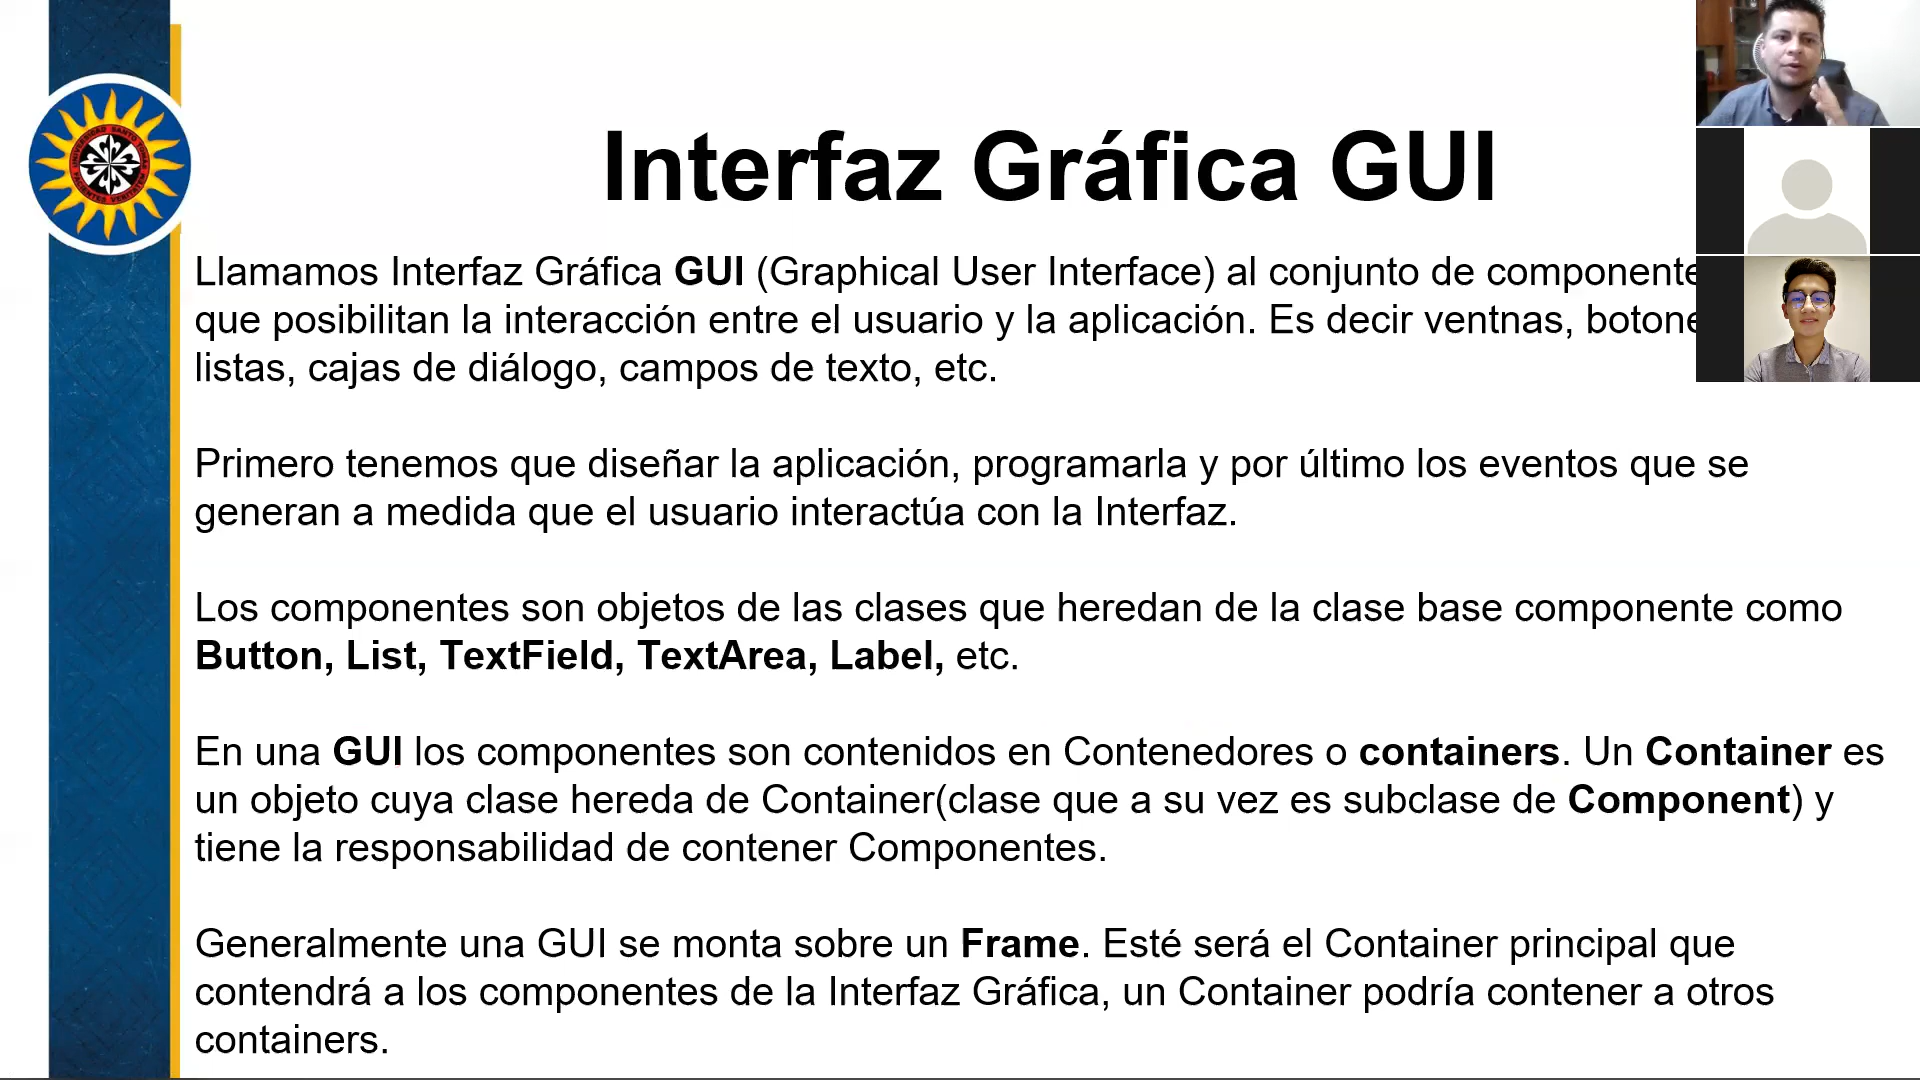 Interfaz Gráfica GUI
Llamamos Interfaz Gráfica GUI (Graphical User Interface) al conjunto de componente
que posibilitan la interacción entre el usuario y la aplicación. Es decir ventnas, botone
listas, cajas de diálogo, campos de texto, etc.
Primero tenemos que diseñar la aplicación, programarla y por último los eventos que se
generan a medida que el usuario interactúa con la Interfaz.
Los componentes son objetos de las clases que heredan de la clase base componente como
Button, List, TextField, TextArea, Label, etc.
En una GUI los componentes son contenidos en Contenedores o containers. Un Container es
un objeto cuya clase hereda de Container(clase que a su vez es subclase de Component) y
tiene la responsabilidad de contener Componentes.
Generalmente una GUI se monta sobre un Frame. Esté será el Container principal que
contendrá a los componentes de la Interfaz Gráfica, un Container podría contener a otros
containers.